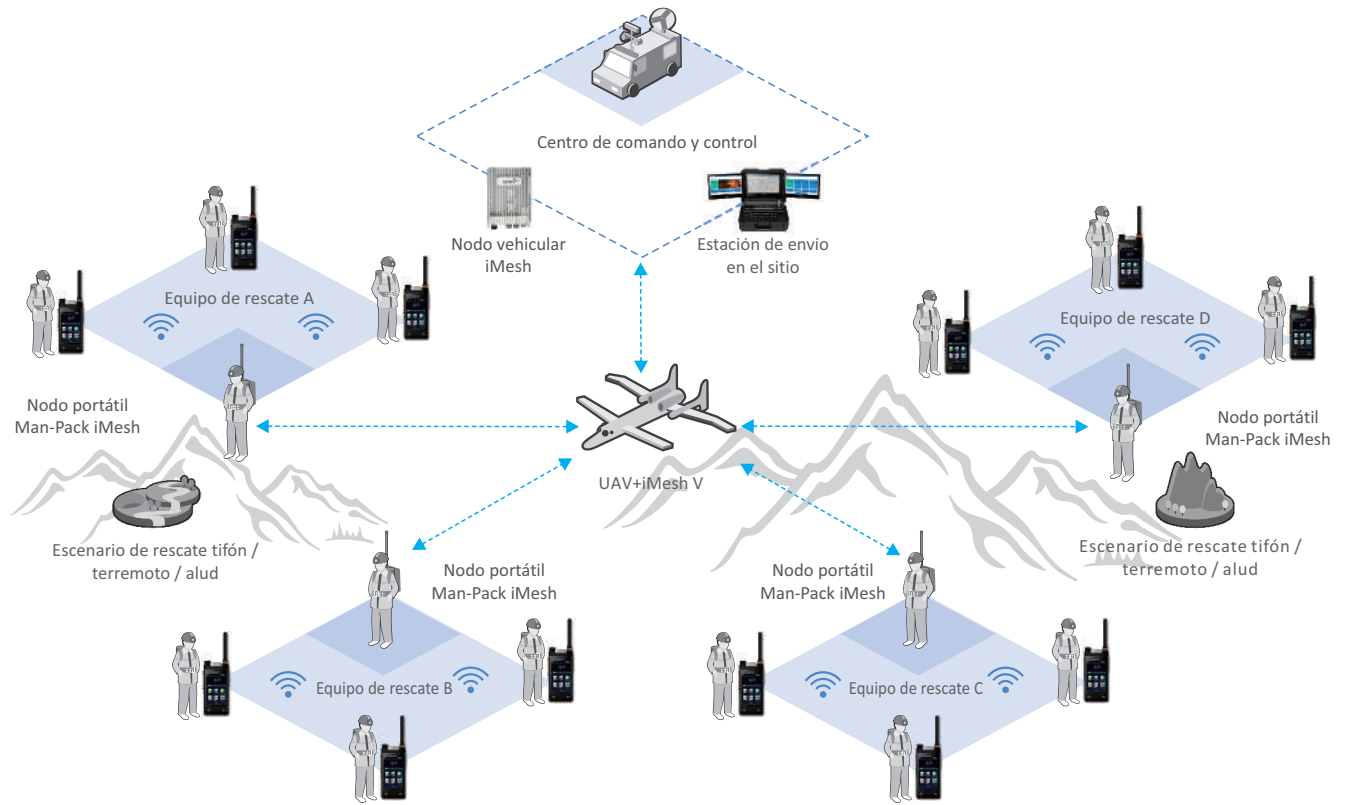 Centro de comando y control
Nodo vehicular
iMesh
Estación de envío
en el sitio
Equipo de rescate A
Equipo de rescate D
Nodo portátil
Man-Pack iMesh
Nodo portátil
Man-Pack iMesh
UAV+iMesh V
Escenario de rescate tifón /
terremoto / alud
Escenario de rescate tifón /
terremoto / alud
Nodo portátil
Man-Pack iMesh
Nodo portátil
Man-Pack iMesh
Equipo de rescate B
Equipo de rescate C